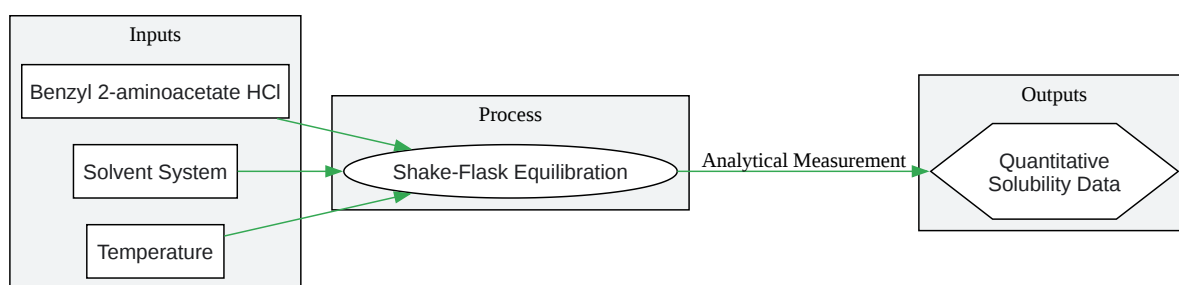 Inputs
Benzyl 2-aminoacetate HCl
Solvent System
Temperature
Process
Shake-Flask Equilibration
Analytical Measurement
Outputs
Quantitative
Solubility Data